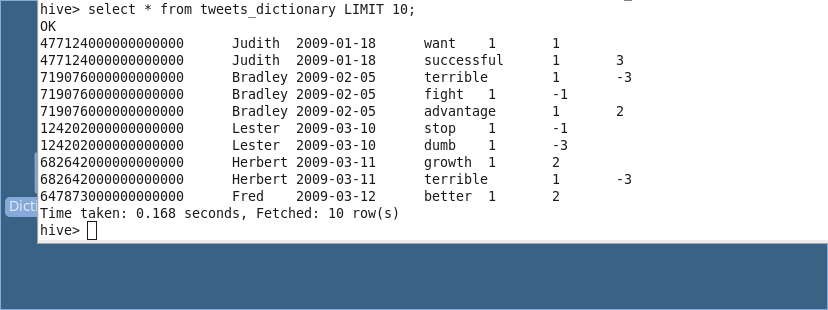 hive> select * from tweets_dictionary LIMIT 10;
OK
477124000000000000 Judith 2009-01-18 want 1 1
477124000000000000 Judith 2009-01-18 successful 1 3
719076000000000000 Bradley 2009-02-05 terrible 1 -3
719076000000000000 Bradley 2009-02-05 fight 1 -1
719076000000000000 Bradley 2009-02-05 advantage 1 2
124202000000000000 Lester 2009-03-10 stop 1 -1
124202000000000000 Lester 2009-03-10 dumb 1 -3
682642000000000000 Herbert 2009-03-11 growth 1 2
682642000000000000 Herbert 2009-03-11 terrible 1 -3
647873000000000000 Fred 2009-03-12 better 1 2
Dicti
Time taken: 0.168 seconds, Fetched: 10 row(s)
hive>